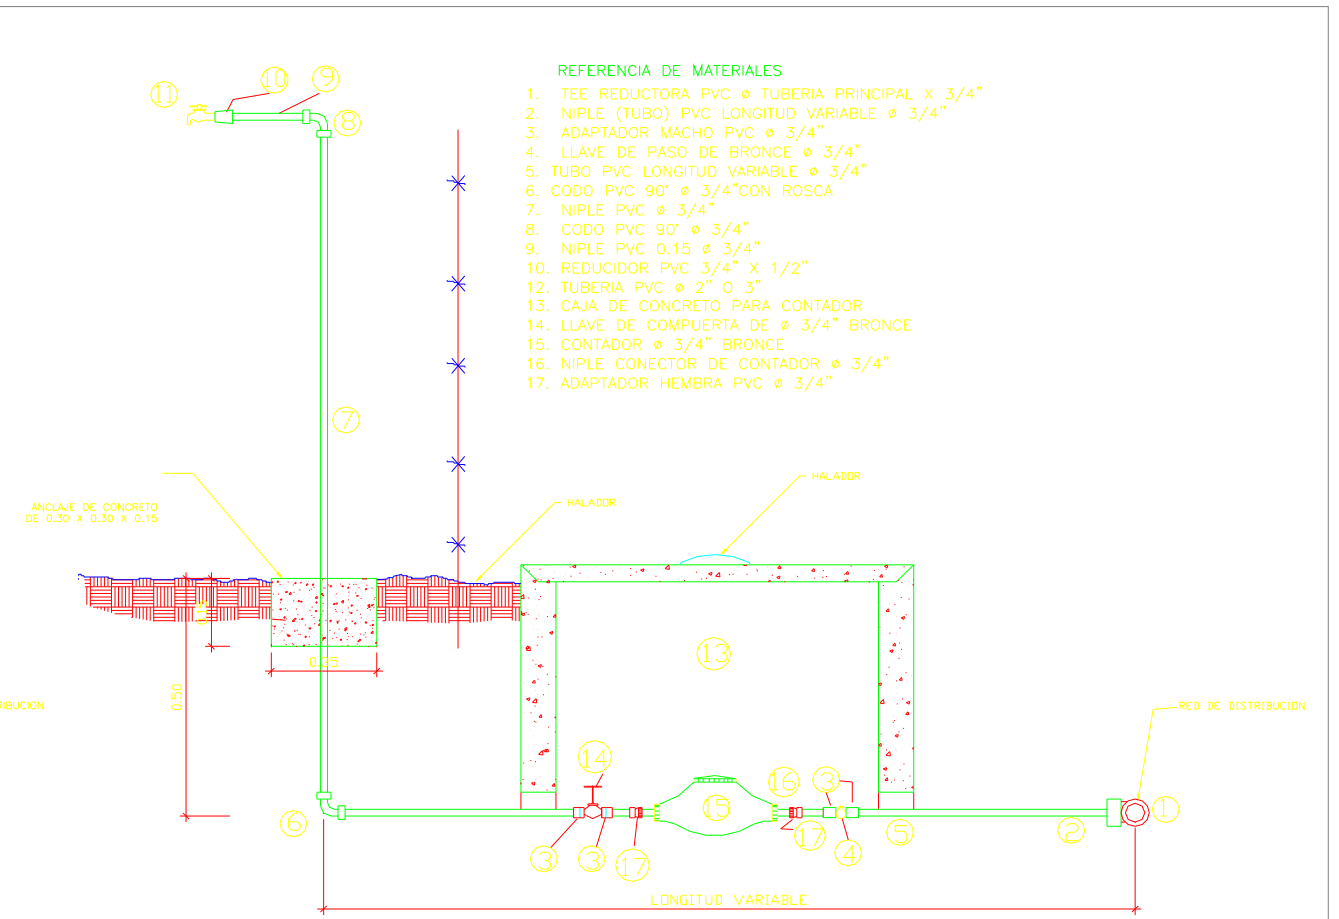 REFERENCIA DE MATERIALES
1. TEE REDUCTORA PVC ø TUBERIA PRINCIPAL X 3/4"
2. NIPLE (TUBO) PVC LONGITUD VARIABLE ø 3/4"
3. ADAPTADOR MACHO PVC ø 3/4"
4. LLAVE DE PASO DE BRONCE ø 3/4"
5. TUBO PVC LONGITUD VARIABLE ø 3/4"
6. CODO PVC 90° ø 3/4"CON ROSCA
7. NIPLE PVC ø 3/4"
8. CODO PVC 90° ø 3/4"
9. NIPLE PVC 0.15 ø 3/4"
10. REDUCIDOR PVC 3/4" X 1/2"
12. TUBERIA PVC ø 2" O 3"
13. CAJA DE CONCRETO PARA CONTADOR
14. LLAVE DE COMPUERTA DE ø 3/4" BRONCE
15. CONTADOR ø 3/4" BRONCE
16. NIPLE CONECTOR DE CONTADOR ø 3/4"
17. ADAPTADOR HEMBRA PVC ø 3/4"
11
10
9
8
7
HALADOR
HALADOR
ANCLAJE DE CONCRETO
DE 0.30 X 0.30 X 0.15
0.15
0.35
13
0.50
RIBUCION
RED DE DISTRIBUCION
14
16
3
15
1
6
17
5
2
4
3
3
17
LONGITUD VARIABLE